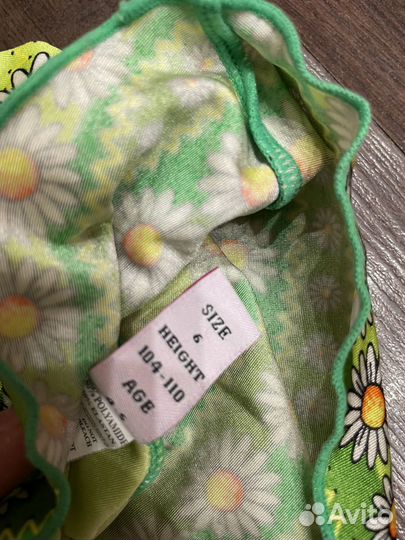 SIZE
6
HEIGHT
104-110
AGE
POLYAMIDE
Avito